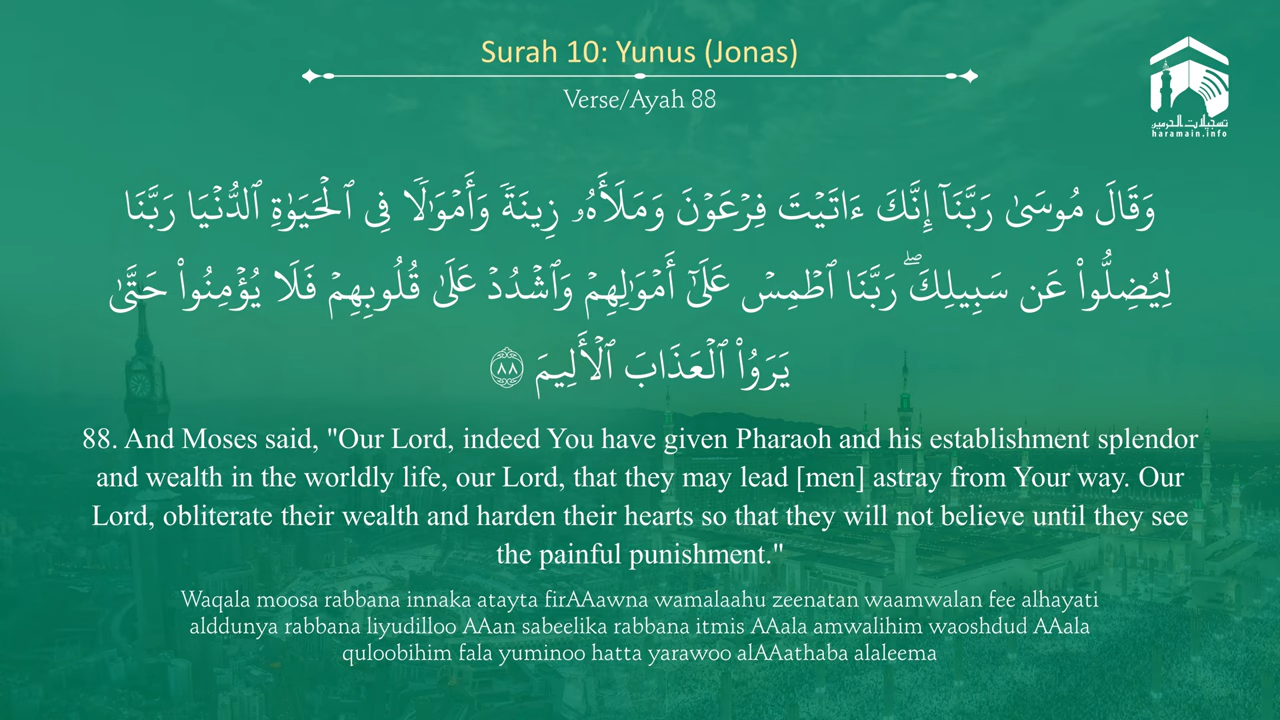 Surah 10: Yunus (Jonas)
Verse/Ayah 88
تسجيلات الحرمين
haramain.info
وَقَالَ مُوسَىٰ رَبَّنَآ إِنَّكَ ءَاتَيْتَ فِرْعَوْنَ وَمَلَأَهُۥ زِينَةً وَأَمْوَٰلًا فِى ٱلْحَيَوٰةِ ٱلدُّنْيَا رَبَّنَا
لِيُضِلُّوا۟ عَن سَبِيلِكَ ۖ رَبَّنَا ٱطْمِسْ عَلَىٰٓ أَمْوَٰلِهِمْ وَٱشْدُدْ عَلَىٰ قُلُوبِهِمْ فَلَا يُؤْمِنُوا۟ حَتَّىٰ
يَرَوُا۟ ٱلْعَذَابَ ٱلْأَلِيمَ ٨٨
88. And Moses said, "Our Lord, indeed You have given Pharaoh and his establishment splendor
and wealth in the worldly life, our Lord, that they may lead [men] astray from Your way. Our
Lord, obliterate their wealth and harden their hearts so that they will not believe until they see
the painful punishment."
Waqala moosa rabbana innaka atayta firAAawna wamalaahu zeenatan waamwalan fee alhayati
alddunya rabbana liyudilloo AAan sabeelika rabbana itmis AAala amwalihim waoshdud AAala
quloobihim fala yuminoo hatta yarawoo alAAathaba alaleema